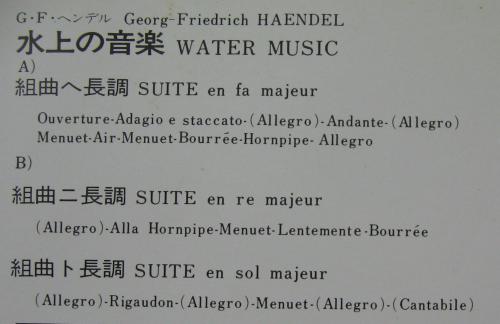 G・F・ヘンデル Georg-Friedrich HAENDEL
水上の音楽 WATER MUSIC
A)
組曲ヘ長調 SUITE en fa majeur
Ouverture-Adagio e staccato-(Allegro)-Andante-(Allegro)
Menuet-Air-Menuet-Bourrée-Hornpipe- Allegro
B)
組曲ニ長調 SUITE en re majeur
(Allegro)-Alla Hornpipe-Menuet-Lentemente-Bourrée
組曲ト長調 SUITE en sol majeur
(Allegro)-Rigaudon-(Allegro)-Menuet-(Allegro)-(Cantabile)